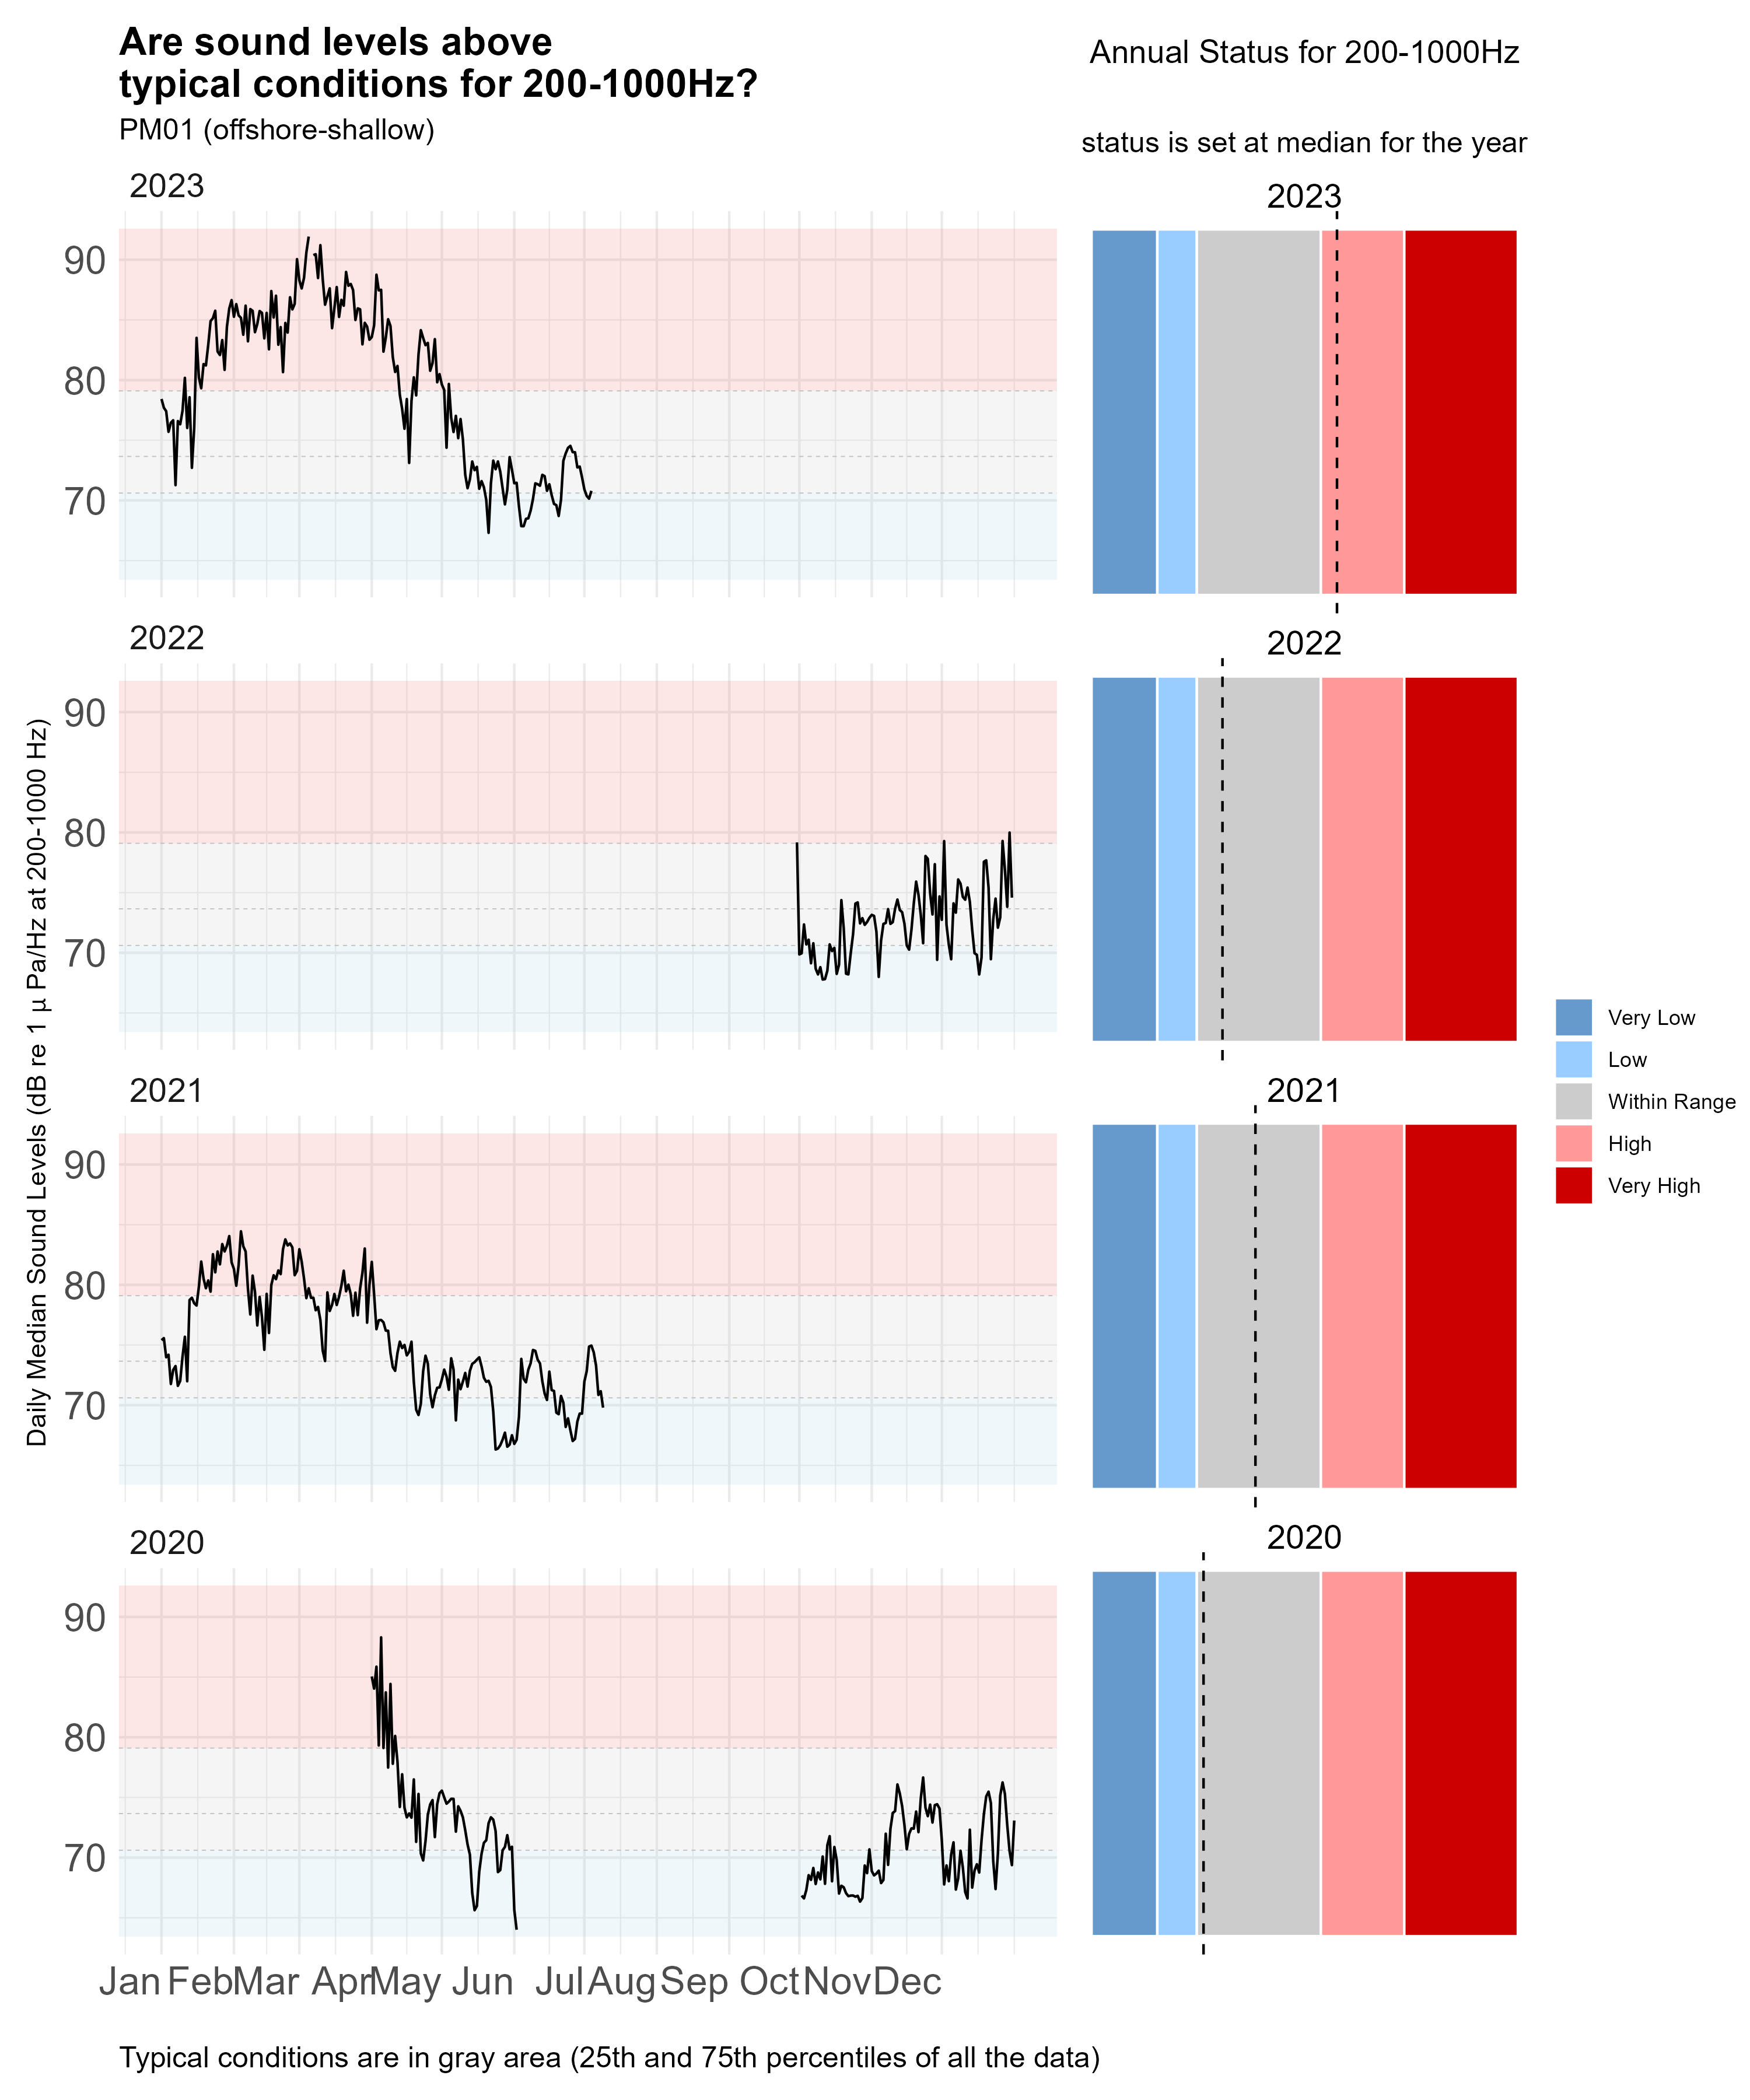 Are sound levels above
typical conditions for 200-1000Hz?
PM01 (offshore-shallow)
Annual Status for 200-1000Hz
status is set at median for the year
Daily Median Sound Levels (dB re 1 μ Pa/Hz at 200-1000 Hz)
2023
90
80
70
2023
2022
90
80
70
2022
2021
90
80
70
2021
2020
90
80
70
2020
Jan Feb Mar Apr May Jun Jul Aug Sep Oct Nov Dec
Very Low
Low
Within Range
High
Very High
Typical conditions are in gray area (25th and 75th percentiles of all the data)